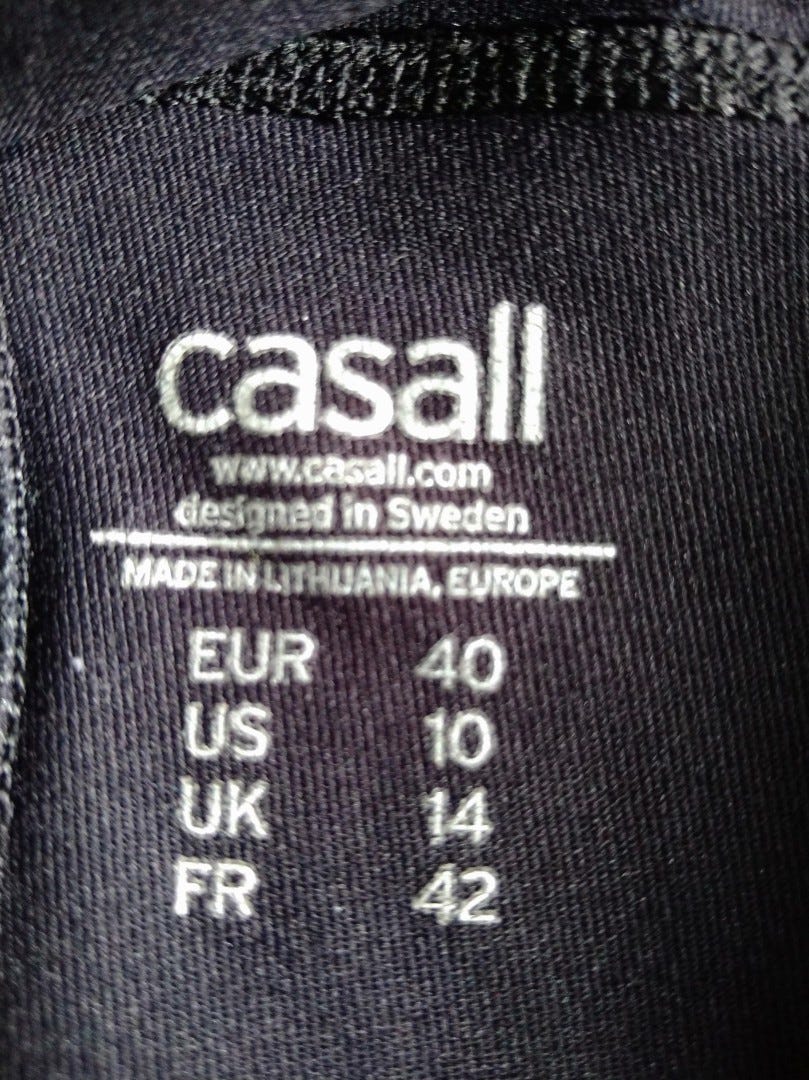 casall
www.casall.com
designed in Sweden
MADE IN LITHUANIA, EUROPE
EUR 40
US 10
UK 14
FR 42